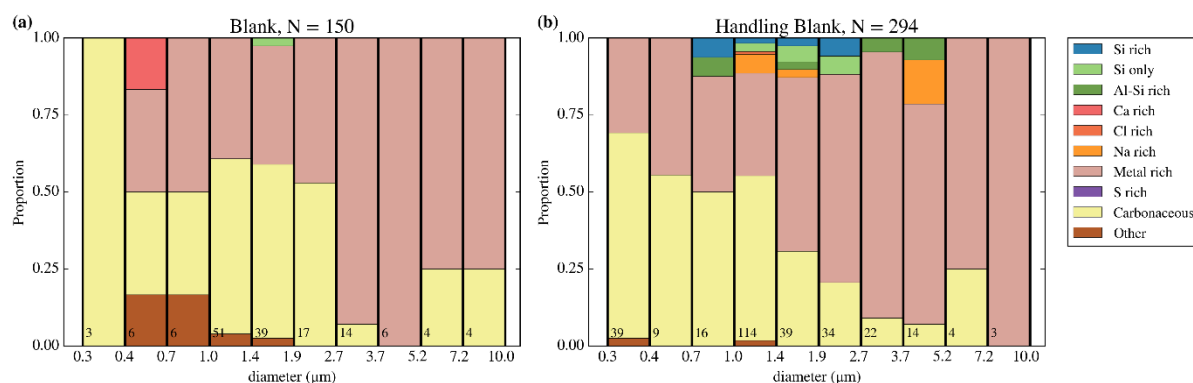 (a) Blank, N = 150
1.00
0.75
0.50
0.25
0.00
Proportion
3 6 6 51 39 17 14 6 4 4
0.3 0.4 0.7 1.0 1.4 1.9 2.7 3.7 5.2 7.2 10.0
diameter (μm)
(b) Handling Blank, N = 294
1.00
0.75
0.50
0.25
0.00
Proportion
39 9 16 114 39 34 22 14 4 3
0.3 0.4 0.7 1.0 1.4 1.9 2.7 3.7 5.2 7.2 10.0
diameter (μm)
Si rich
Si only
Al-Si rich
Ca rich
Cl rich
Na rich
Metal rich
S rich
Carbonaceous
Other